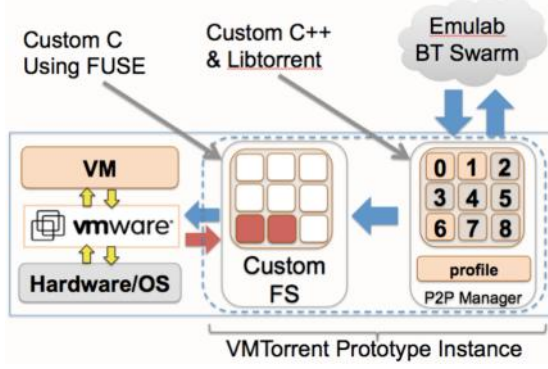 Custom C
Using FUSE
Custom C++
& Libtorrent
Emulab
BT Swarm
VM
vmware
Hardware/OS
Custom
FS
0 1 2
3 4 5
6 7 8
profile
P2P Manager
VMTorrent Prototype Instance